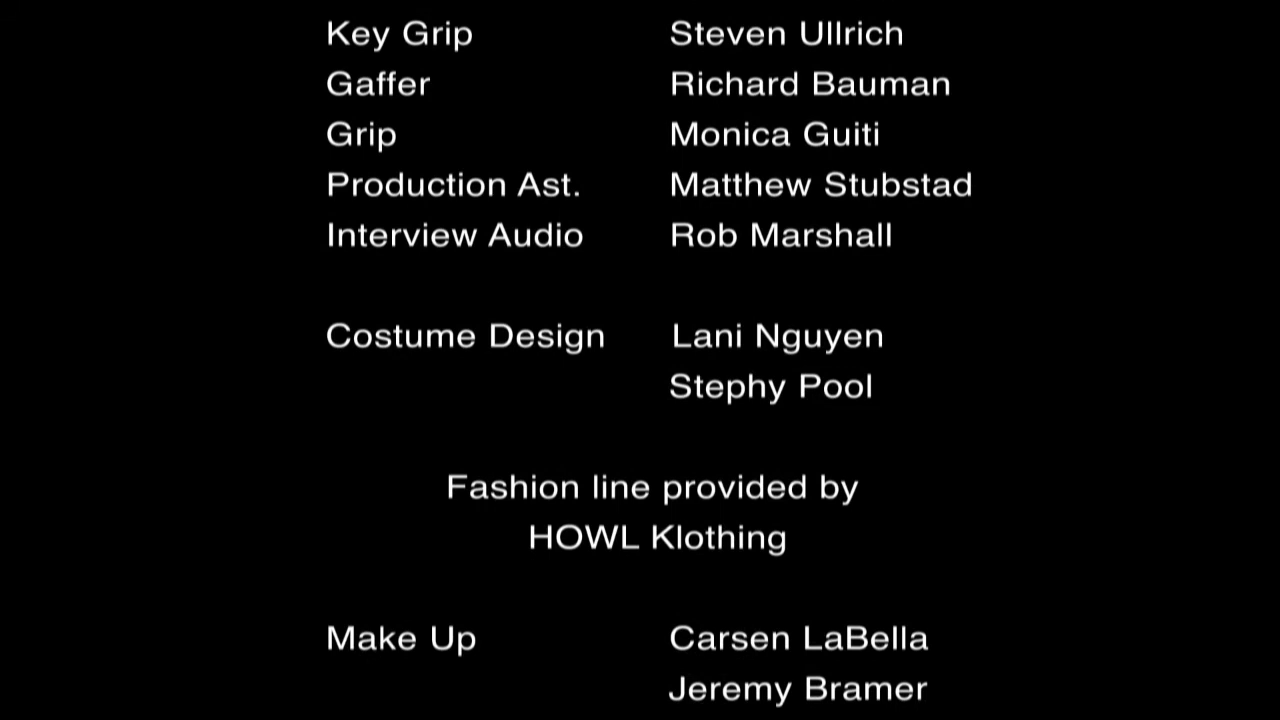 Key Grip Steven Ullrich
Gaffer Richard Bauman
Grip Monica Guiti
Production Ast. Matthew Stubstad
Interview Audio Rob Marshall
Costume Design Lani Nguyen
Stephy Pool
Fashion line provided by
HOWL Klothing
Make Up Carsen LaBella
Jeremy Bramer